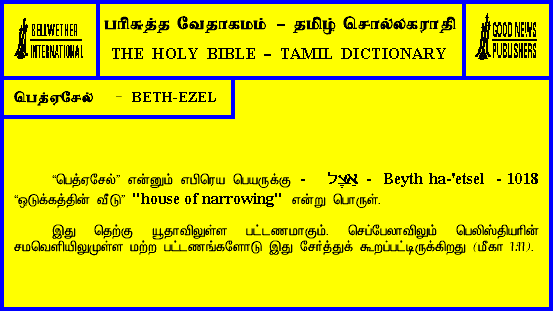 BELLWETHER
INTERNATIONAL
பரிசுத்த வேதாகமம் – தமிழ் சொல்லகராதி
THE HOLY BIBLE – TAMIL DICTIONARY
GOOD NEWS
PUBLISHERS
பெத்ஏசேல் - BETH-EZEL
“பெத்ஏசேல்” என்னும் எபிரெய பெயருக்கு - אֵצֶל - Beyth ha-'etsel - 1018
“ஒடுக்கத்தின் வீடு” "house of narrowing" என்று பொருள்.
இது தெற்கு யூதாவிலுள்ள பட்டணமாகும். செப்பேலாவிலும் பெலிஸ்தியரின்
சமவெளியிலுமுள்ள மற்ற பட்டணங்களோடு இது சேர்த்துக் கூறப்பட்டிருக்கிறது (மீகா 1:11).